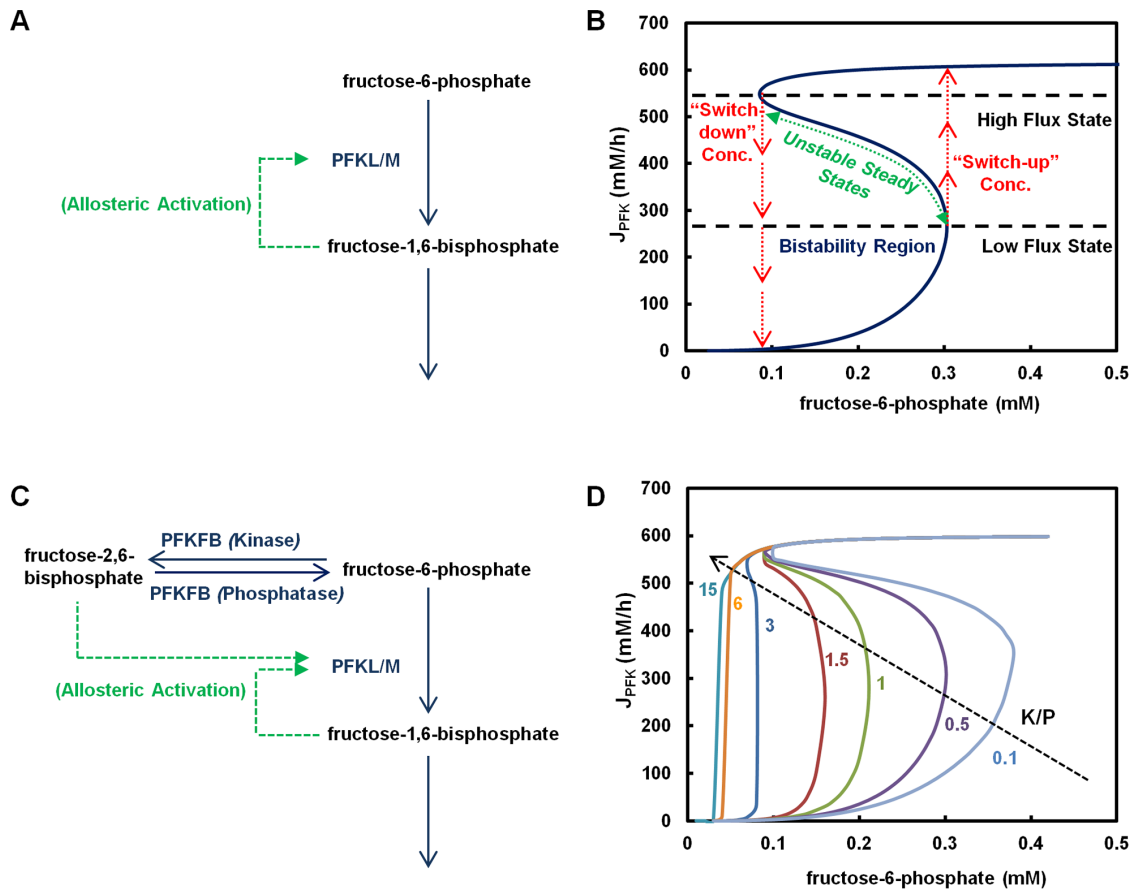 A
fructose-6-phosphate
PFKL/M
(Allosteric Activation)
fructose-1,6-bisphosphate
B
700
600
500
400
300
200
100
0
J_PFK (mM/h)
"Switch-
down"
Conc.
High Flux State
Unstable Steady
States
"Switch-up"
Conc.
Bistability Region
Low Flux State
0
0.1
0.2
0.3
0.4
0.5
fructose-6-phosphate (mM)
C
fructose-2,6-
bisphosphate
PFKFB (Kinase)
PFKFB (Phosphatase)
fructose-6-phosphate
PFKL/M
(Allosteric Activation)
fructose-1,6-bisphosphate
D
700
600
500
400
300
200
100
0
J_PFK (mM/h)
15
6
3
1.5
1
0.5
0.1
K/P
0
0.1
0.2
0.3
0.4
0.5
fructose-6-phosphate (mM)